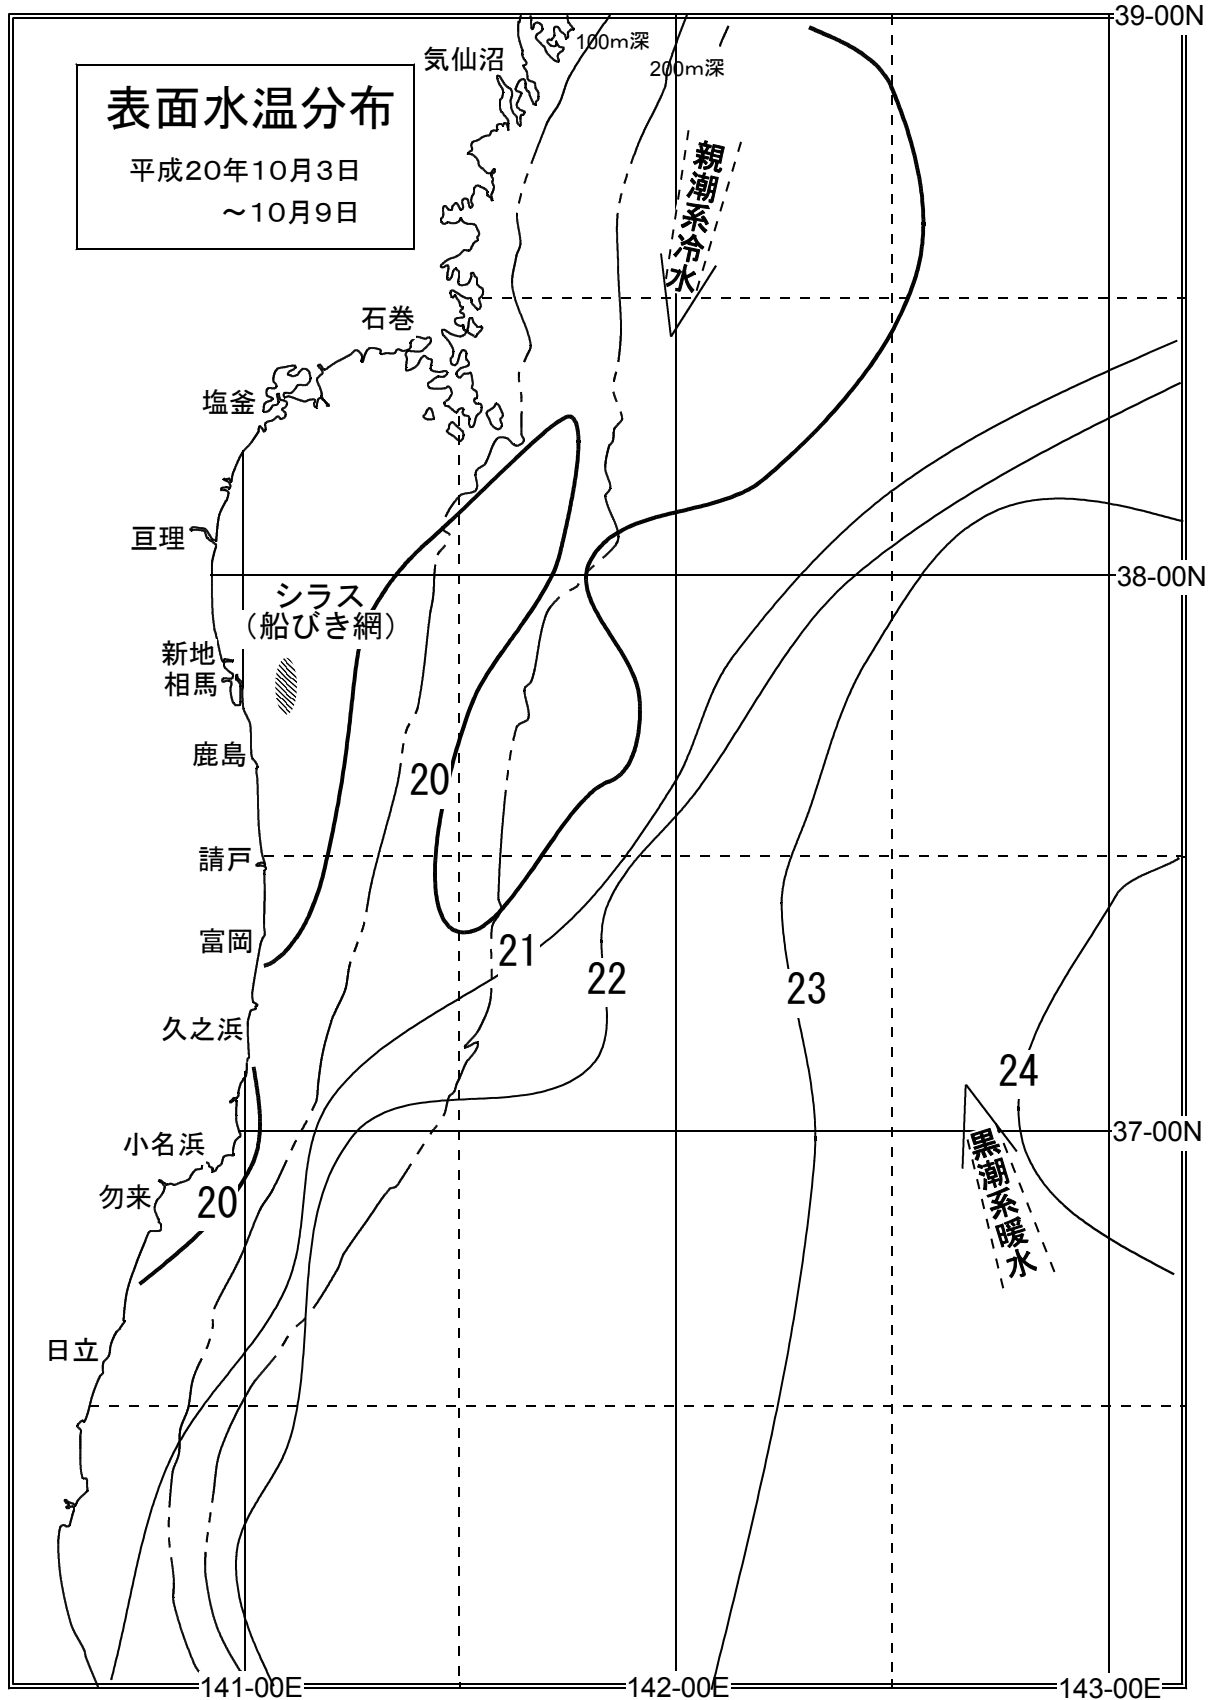 39-00N
100m深
気仙沼
200m深
表面水温分布
平成20年10月3日
～10月9日
親潮系冷水
石巻
塩釜
亘理
38-00N
シラス
（船びき網）
新地
相馬
鹿島
20
請戸
富岡
21
22
23
久之浜
24
37-00N
小名浜
黒潮系暖水
勿来
20
日立
141-00E
142-00E
143-00E